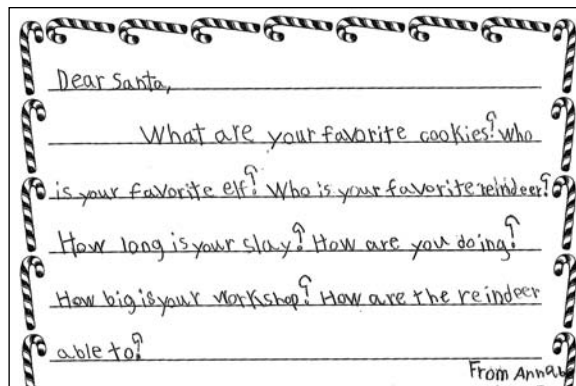 Dear Santa,
What are your favorite cookies? who
is your favorite elf? Who is your favorite reindeer?
How long is your slay? How are you doing?
How big is your workshop? How are the reindeer
able to?
From